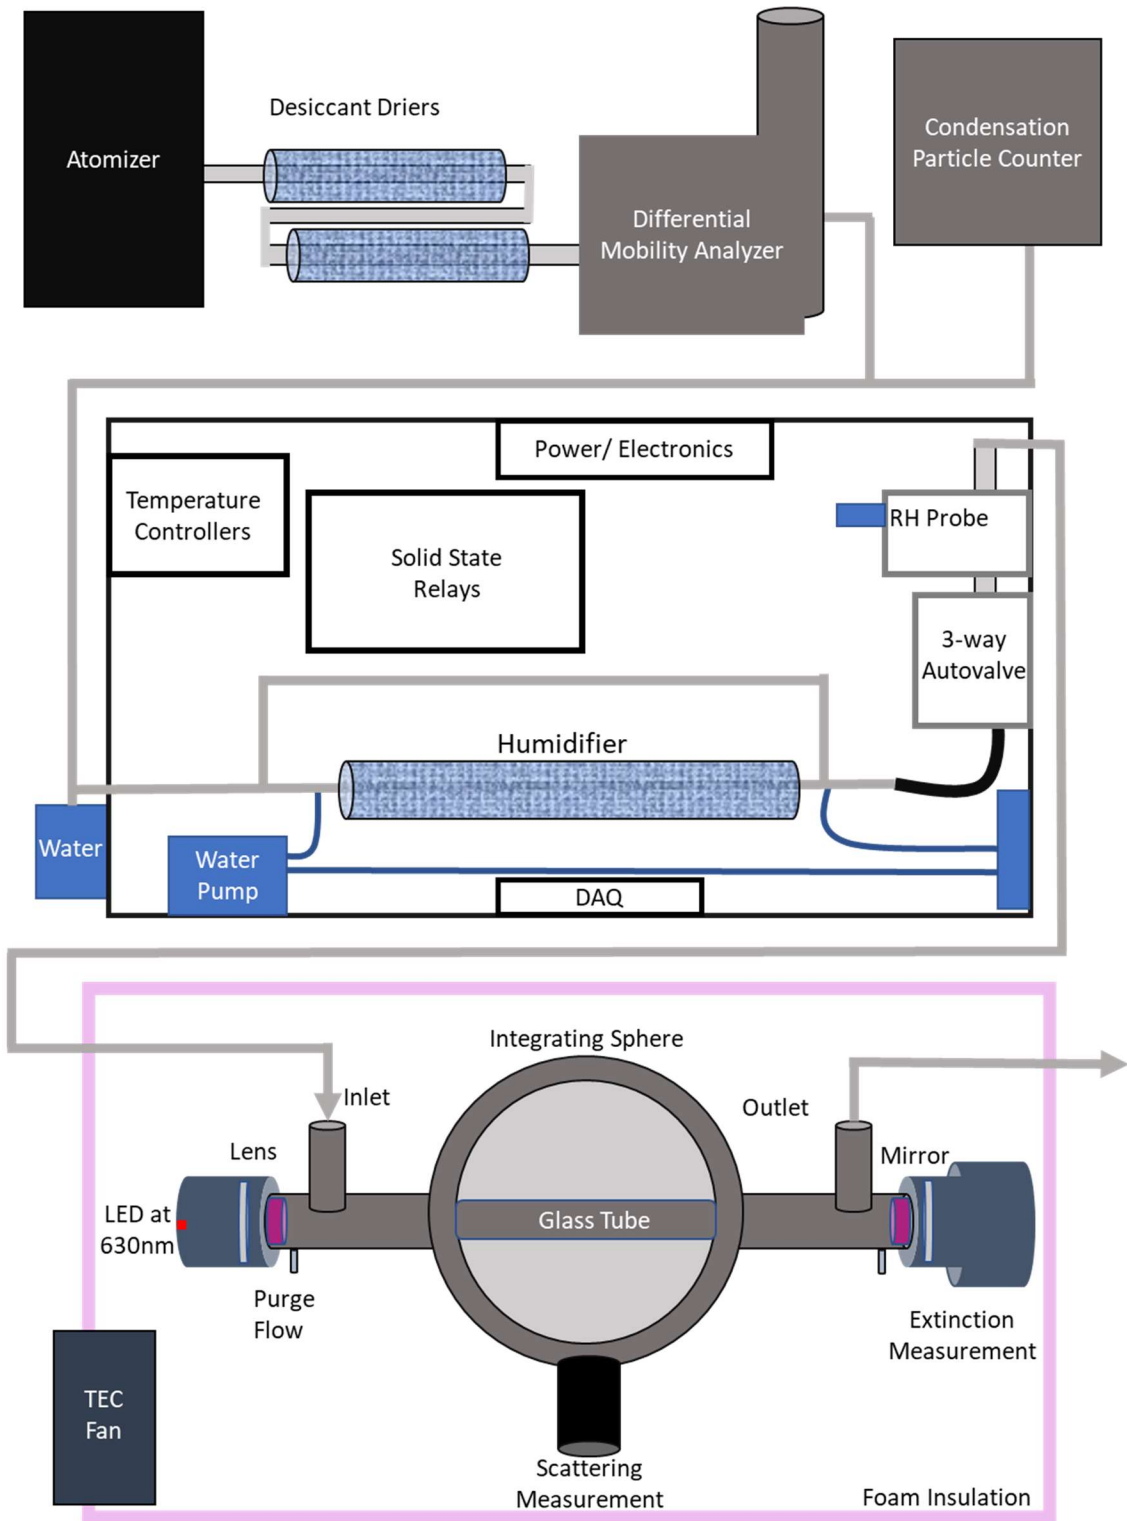 Desiccant Driers
Atomizer
Condensation
Particle Counter
Differential
Mobility Analyzer
Power/ Electronics
Temperature
Controllers
Solid State
Relays
RH Probe
3-way
Autovalve
Humidifier
Water
Water
Pump
DAQ
Integrating Sphere
Inlet
Outlet
Lens
Mirror
LED at
630nm
Glass Tube
Purge
Flow
Extinction
Measurement
TEC
Fan
Scattering
Measurement
Foam Insulation